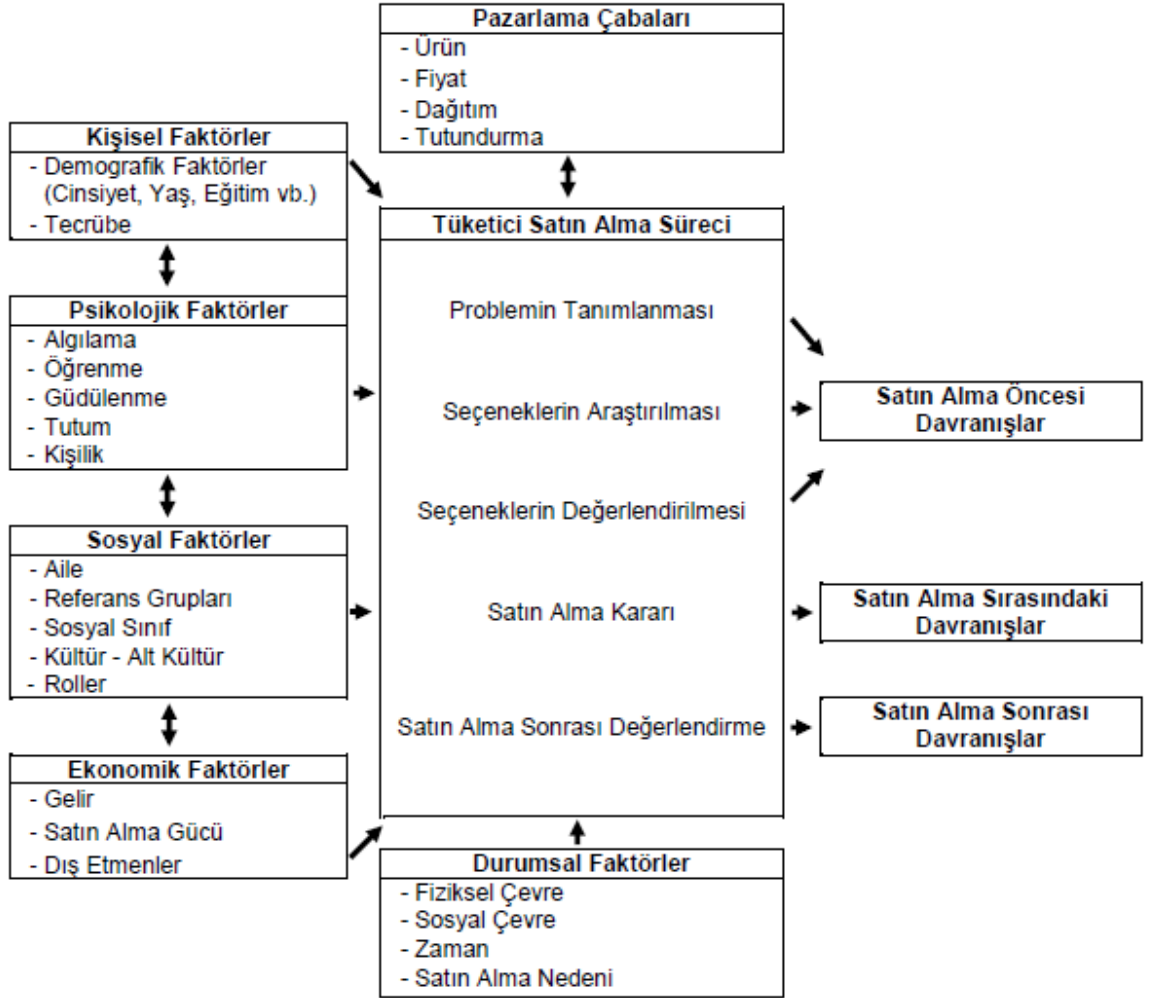 Pazarlama Çabaları
- Ürün
- Fiyat
- Dağıtım
- Tutundurma
Kişisel Faktörler
- Demografik Faktörler
(Cinsiyet, Yaş, Eğitim vb.)
- Tecrübe
Psikolojik Faktörler
- Algılama
- Öğrenme
- Güdülenme
- Tutum
- Kişilik
Sosyal Faktörler
- Aile
- Referans Grupları
- Sosyal Sınıf
- Kültür - Alt Kültür
- Roller
Ekonomik Faktörler
- Gelir
- Satın Alma Gücü
- Dış Etmenler
Tüketici Satın Alma Süreci
Problemin Tanımlanması
Seçeneklerin Araştırılması
Seçeneklerin Değerlendirilmesi
Satın Alma Kararı
Satın Alma Sonrası Değerlendirme
Durumsal Faktörler
- Fiziksel Çevre
- Sosyal Çevre
- Zaman
- Satın Alma Nedeni
Satın Alma Öncesi
Davranışlar
Satın Alma Sırasındaki
Davranışlar
Satın Alma Sonrası
Davranışlar